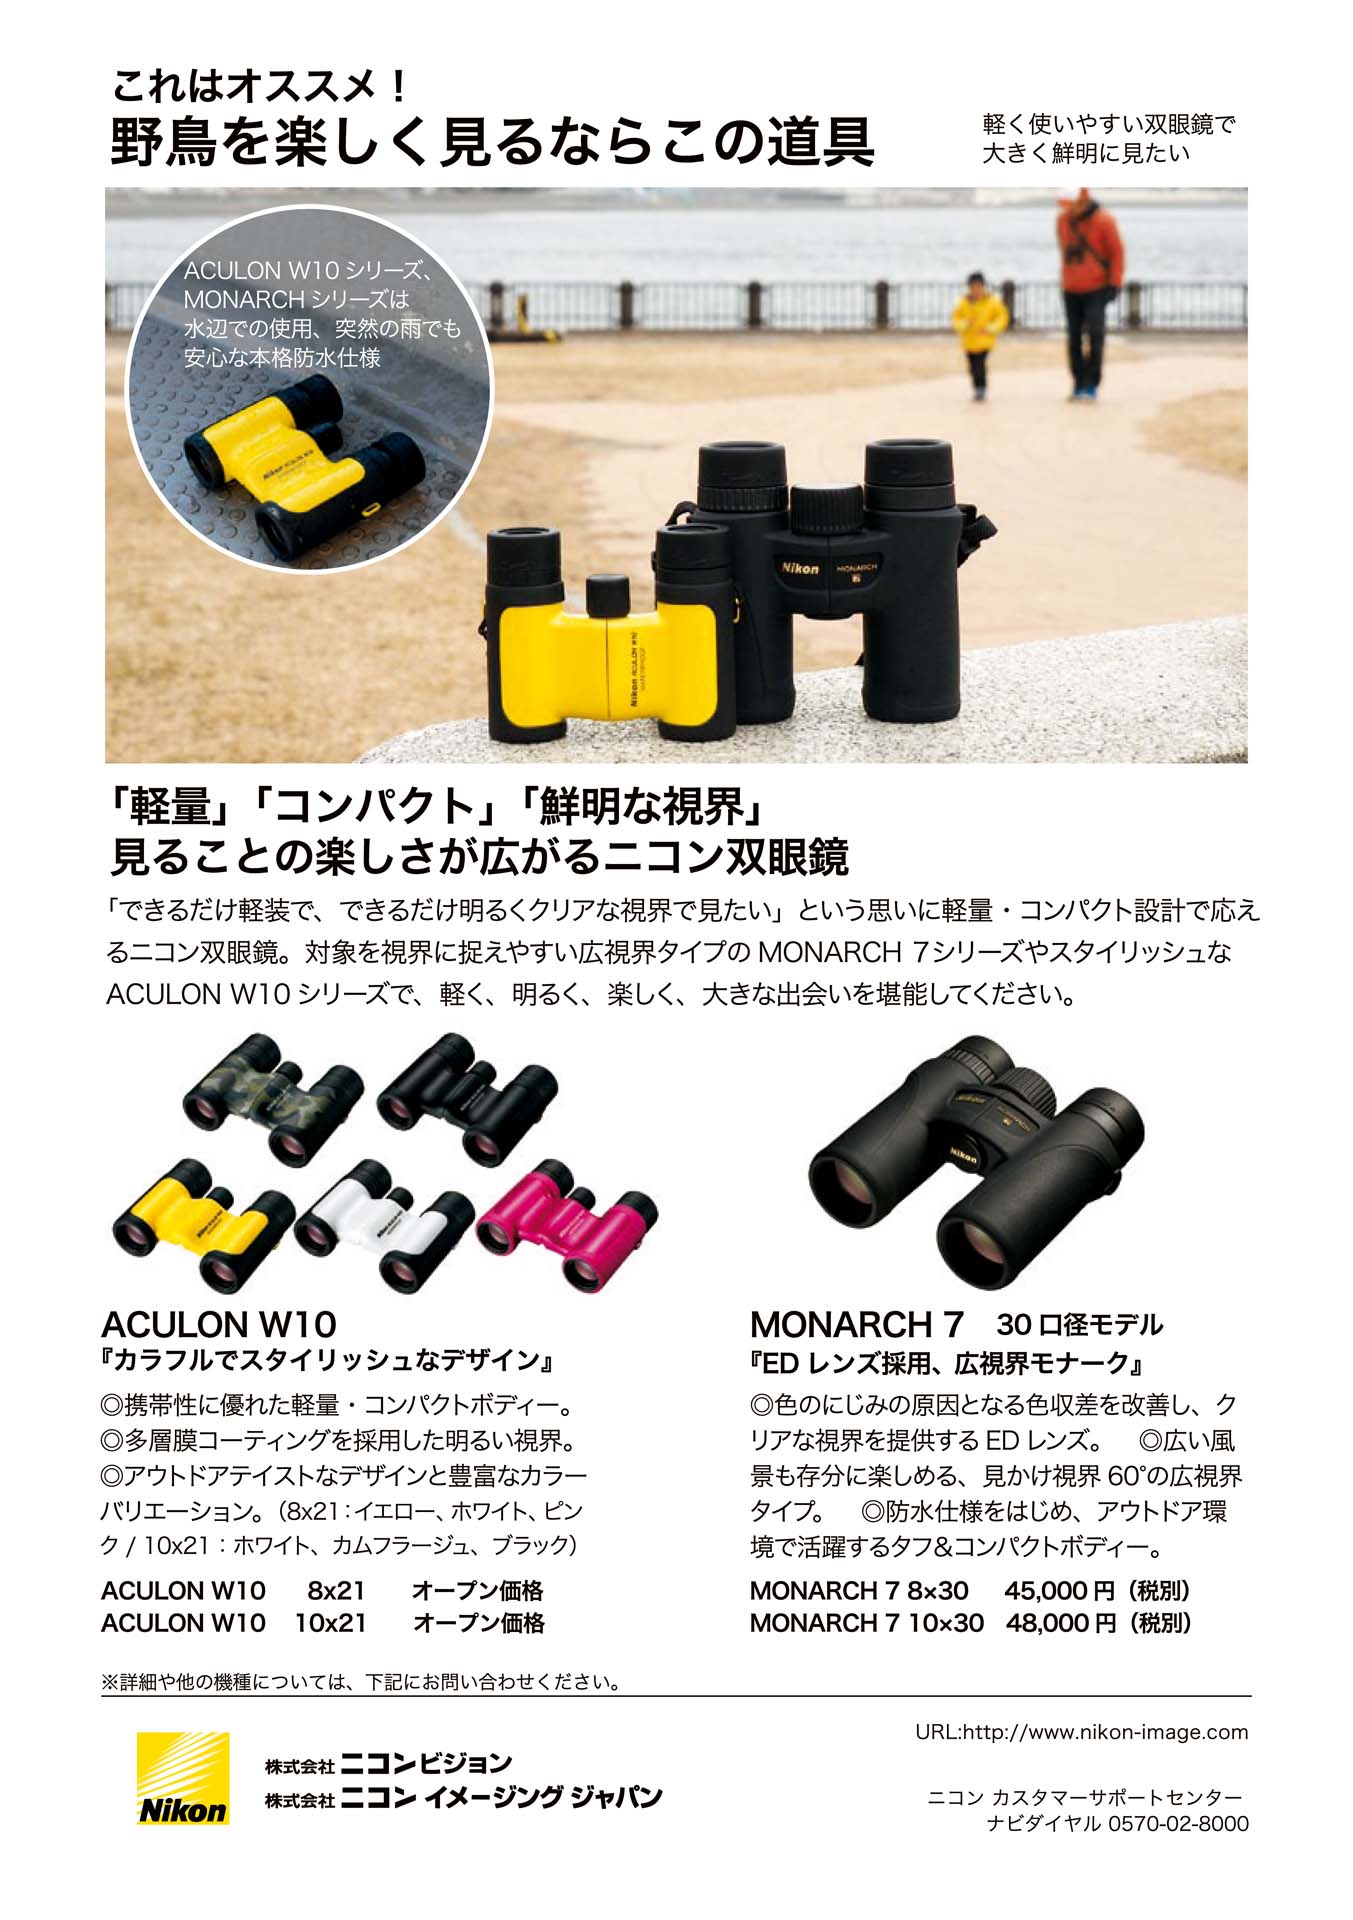 これはオススメ！
野鳥を楽しく見るならこの道具
軽く使いやすい双眼鏡で
大きく鮮明に見たい
ACULON W10 シリーズ、
MONARCH シリーズは
水辺での使用、突然の雨でも
安心な本格防水仕様
Nikon ACULON W10
Nikon MONARCH 7
Nikon ACULON W10
WATERPROOF
「軽量」「コンパクト」「鮮明な視界」
見ることの楽しさが広がるニコン双眼鏡
「できるだけ軽装で、できるだけ明るくクリアな視界で見たい」という思いに軽量・コンパクト設計で応え
るニコン双眼鏡。対象を視界に捉えやすい広視界タイプの MONARCH 7シリーズやスタイリッシュな
ACULON W10 シリーズで、軽く、明るく、楽しく、大きな出会いを堪能してください。
Nikon
Nikon
ACULON W10
『カラフルでスタイリッシュなデザイン』
◎携帯性に優れた軽量・コンパクトボディー。
◎多層膜コーティングを採用した明るい視界。
◎アウトドアテイストなデザインと豊富なカラー
バリエーション。（8x21：イエロー、ホワイト、ピン
ク / 10x21：ホワイト、カムフラージュ、ブラック）
ACULON W10 8x21 オープン価格
ACULON W10 10x21 オープン価格
MONARCH 7 30 口径モデル
『ED レンズ採用、広視界モナーク』
◎色のにじみの原因となる色収差を改善し、ク
リアな視界を提供する ED レンズ。 ◎広い風
景も存分に楽しめる、見かけ視界 60°の広視界
タイプ。 ◎防水仕様をはじめ、アウトドア環
境で活躍するタフ&コンパクトボディー。
MONARCH 7 8×30 45,000 円（税別）
MONARCH 7 10×30 48,000 円（税別）
※詳細や他の機種については、下記にお問い合わせください。
Nikon
株式会社 ニコンビジョン
株式会社 ニコン イメージング ジャパン
URL:http://www.nikon-image.com
ニコン カスタマーサポートセンター
ナビダイヤル 0570-02-8000